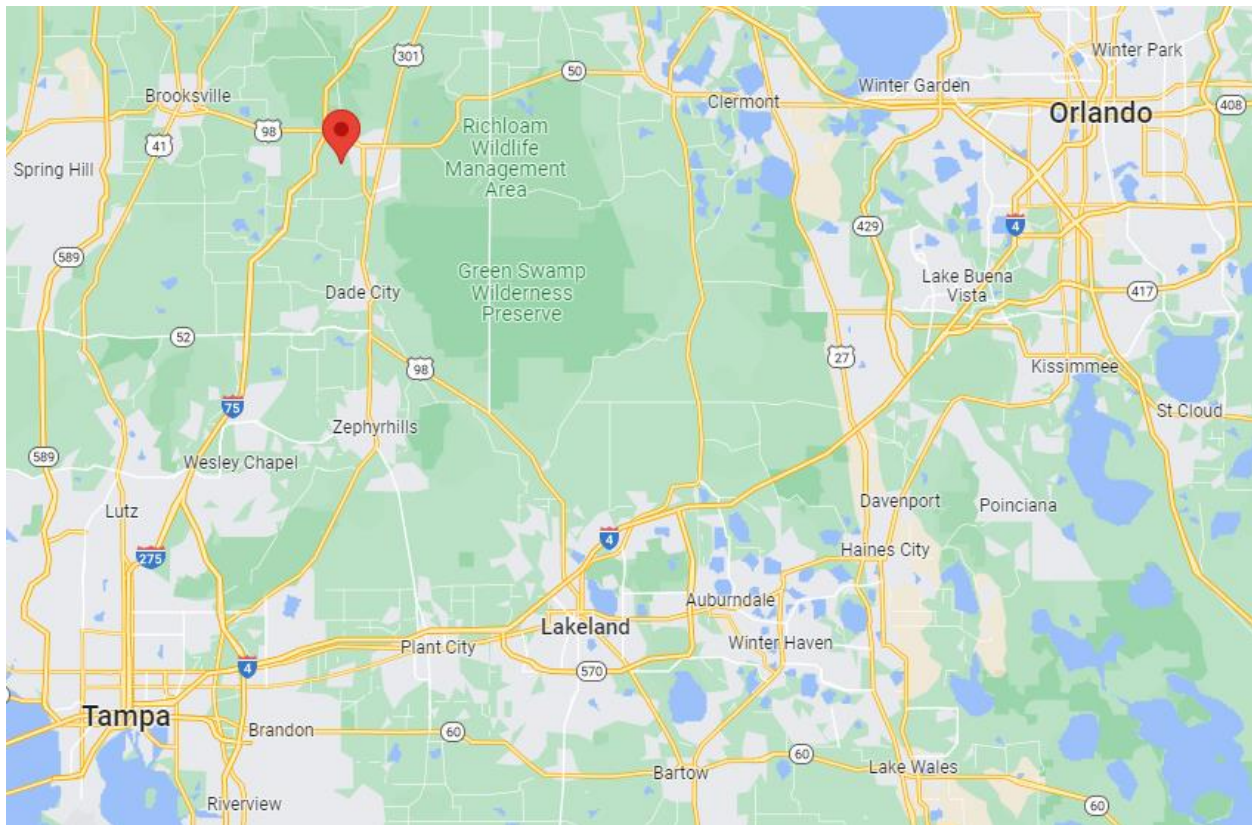 Winter Park
301
50
Brooksville
Winter Garden
Clermont
408
Orlando
98
41
Richloam
Wildlife
Management
Area
Spring Hill
429
4
589
Green Swamp
Wilderness
Preserve
Lake Buena
Vista
417
Dade City
52
27
98
Kissimmee
75
St Cloud
Zephyrhills
589
Wesley Chapel
Davenport
Poinciana
Lutz
4
275
Haines City
Auburndale
Lakeland
Winter Haven
Plant City
4
570
Tampa
Brandon
60
60
Bartow
Lake Wales
Riverview
60